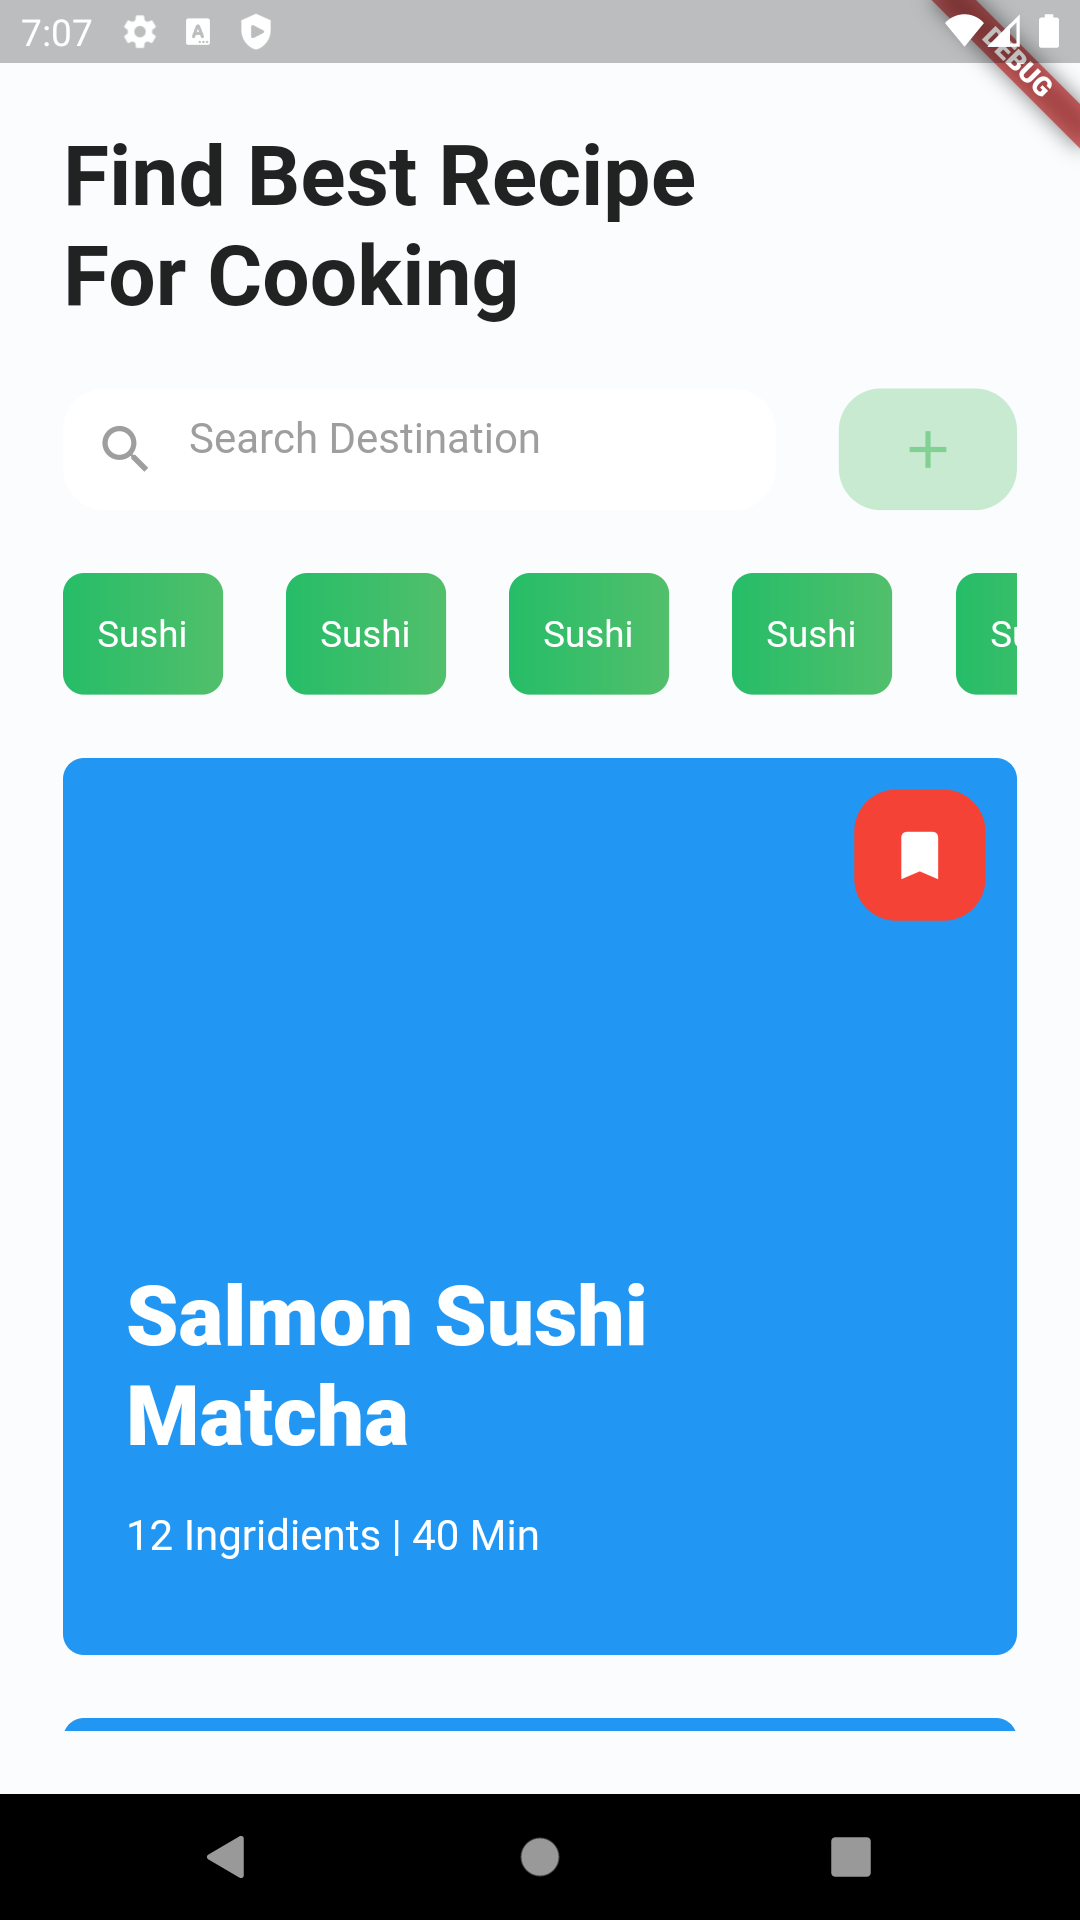 7:07
DEBUG
Find Best Recipe
For Cooking
Search Destination
+
Sushi Sushi Sushi Sushi Su
Salmon Sushi
Matcha
12 Ingridients | 40 Min